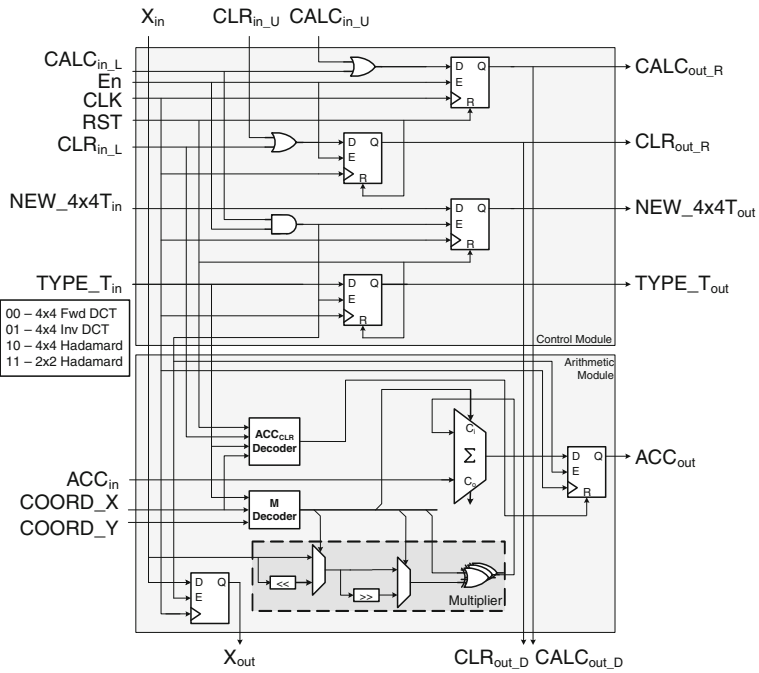 Xin CLRin_U CALCin_U
CALCin_L
En
CLK
RST
CLRin_L
NEW_4x4Tin
TYPE_Tin
00 – 4x4 Fwd DCT
01 – 4x4 Inv DCT
10 – 4x4 Hadamard
11 – 2x2 Hadamard
D Q
E
R
CALCout_R
D Q
E
R
CLRout_R
D Q
E
R
NEW_4x4Tout
D Q
E
R
TYPE_Tout
Control Module
Arithmetic
Module
ACCCLR
Decoder
Ci
Σ
Co
D Q
E
R
ACCout
ACCin
COORD_X
COORD_Y
M
Decoder
<<
>>
Multiplier
D Q
E
Xout CLRout_D CALCout_D